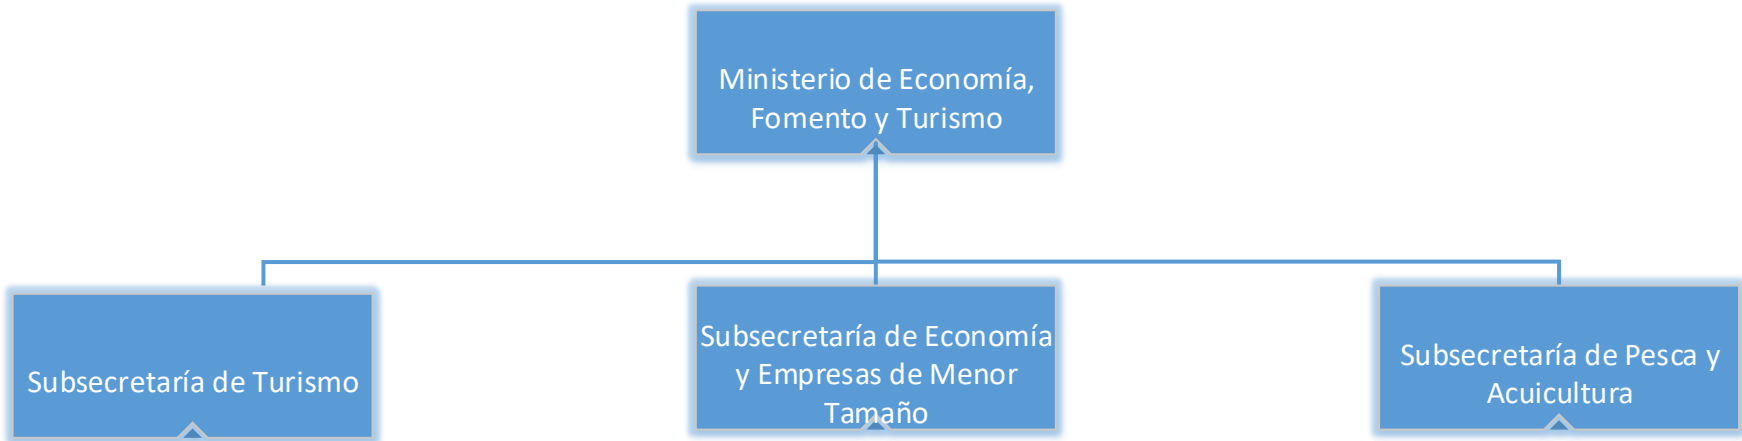 Ministerio de Economía,
Fomento y Turismo
Subsecretaría de Turismo
Subsecretaría de Economía
y Empresas de Menor
Tamaño
Subsecretaría de Pesca y
Acuicultura